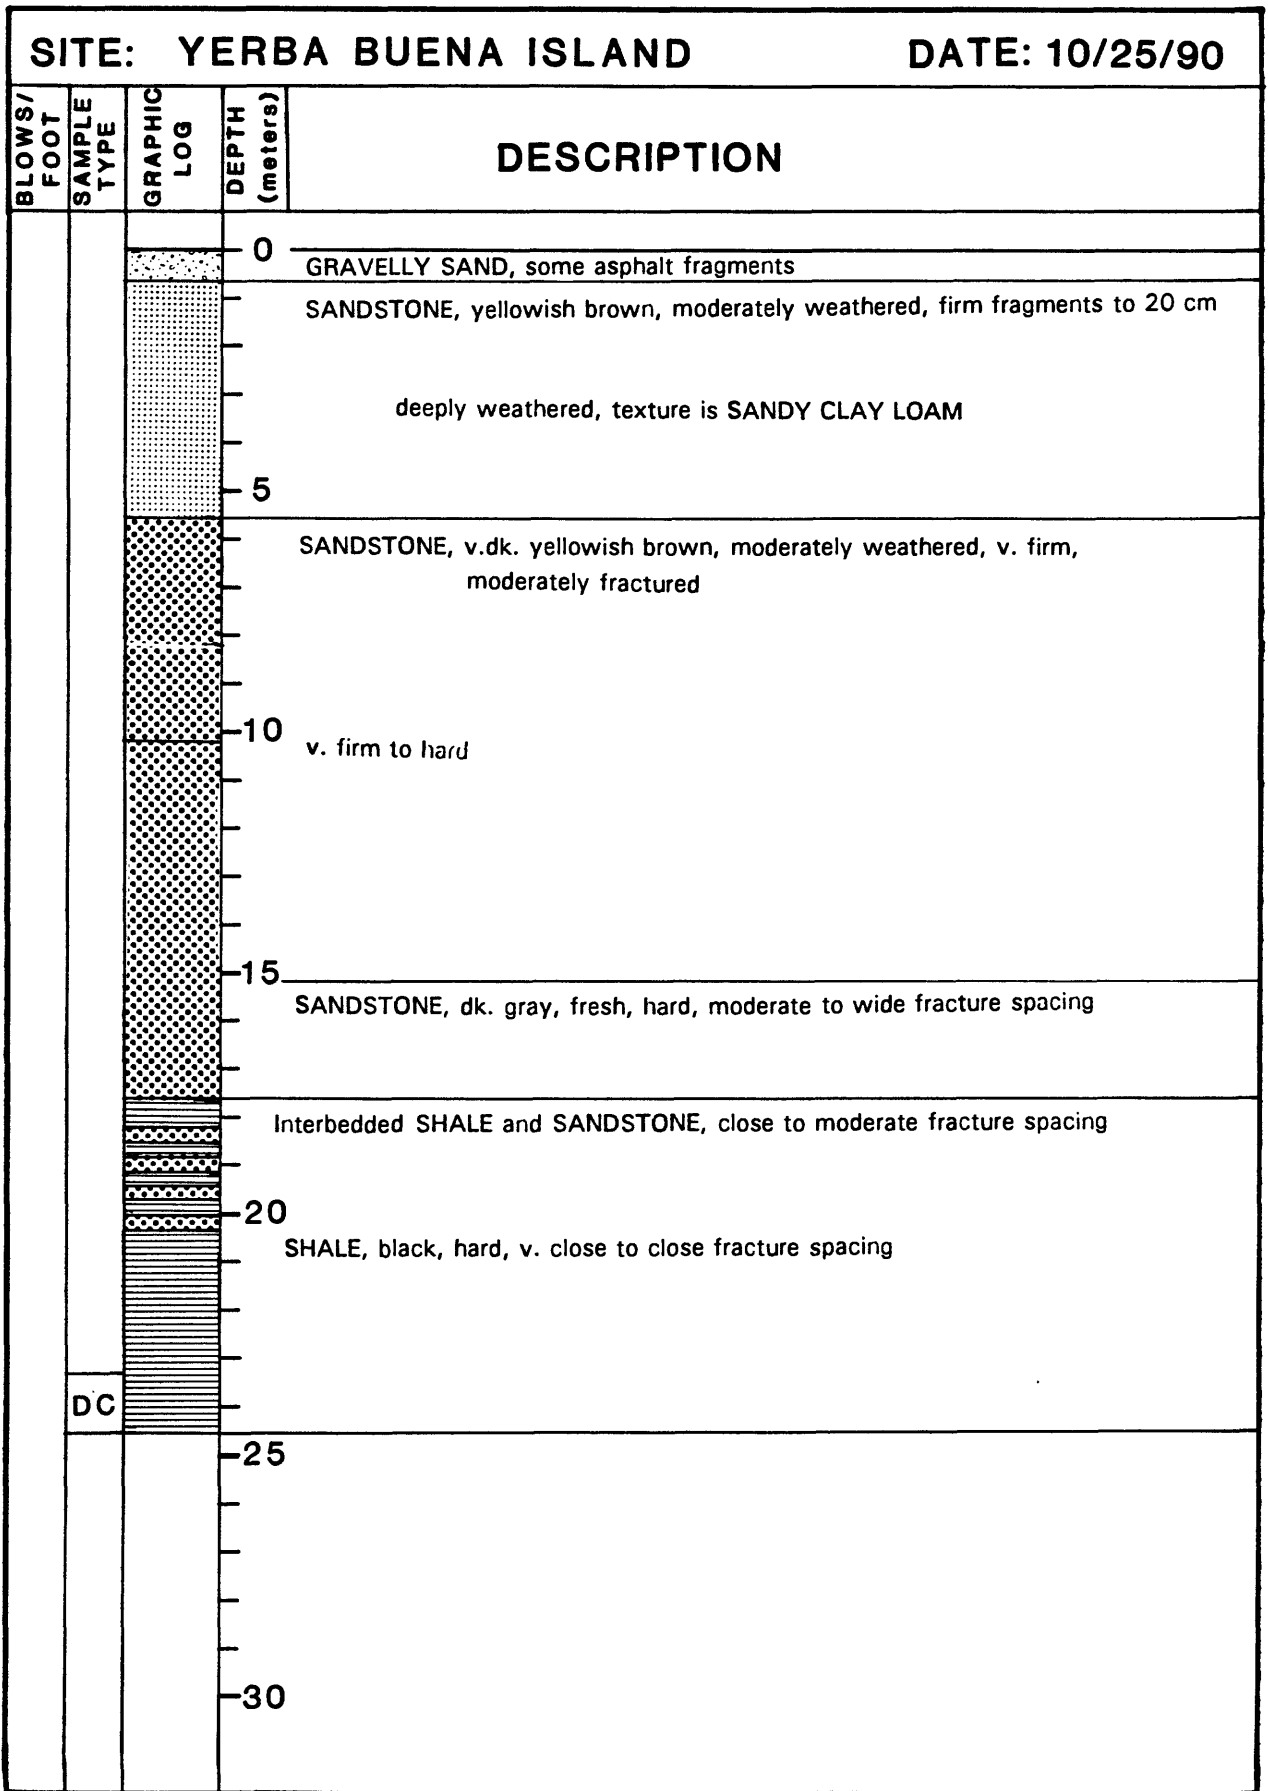 SITE: YERBA BUENA ISLAND DATE: 10/25/90
BLOWS/
FOOT
SAMPLE
TYPE
GRAPHIC
LOG
DEPTH
(meters)
DESCRIPTION
0
GRAVELLY SAND, some asphalt fragments
SANDSTONE, yellowish brown, moderately weathered, firm fragments to 20 cm
deeply weathered, texture is SANDY CLAY LOAM
5
SANDSTONE, v.dk. yellowish brown, moderately weathered, v. firm,
moderately fractured
10
v. firm to hard
15
SANDSTONE, dk. gray, fresh, hard, moderate to wide fracture spacing
Interbedded SHALE and SANDSTONE, close to moderate fracture spacing
20
SHALE, black, hard, v. close to close fracture spacing
DC
25
30